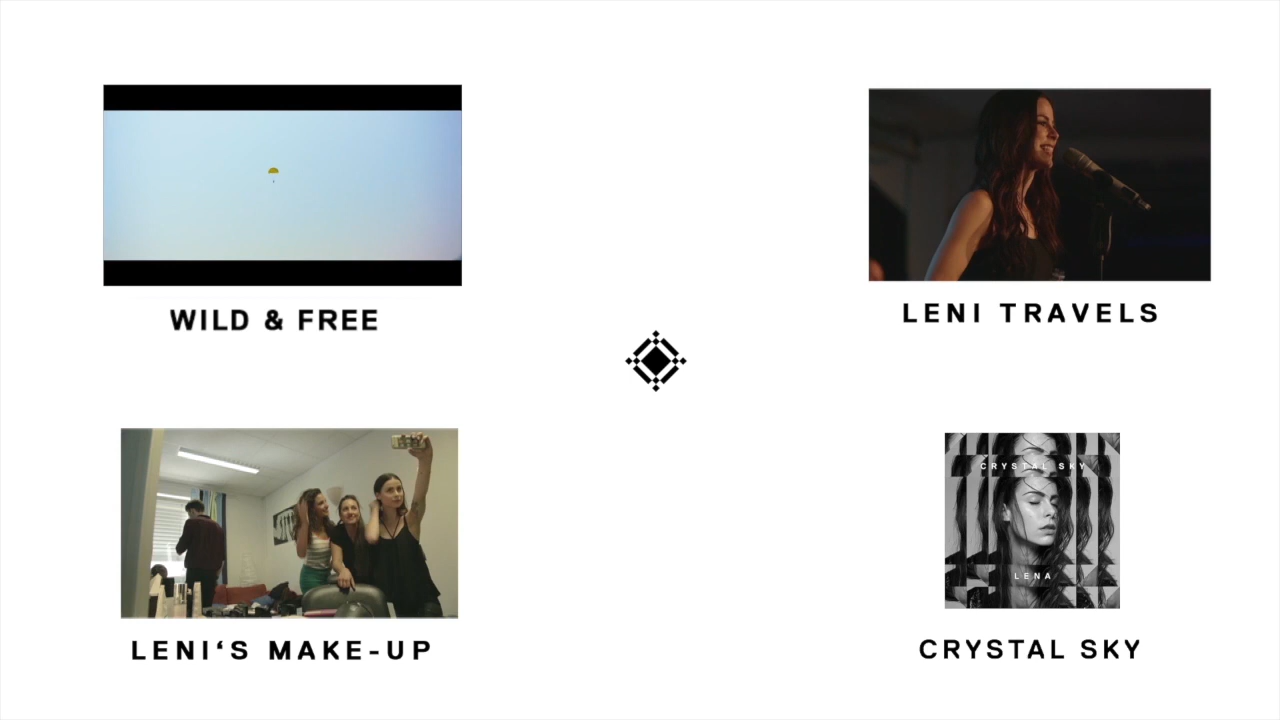 WILD & FREE
LENI TRAVELS
CRYSTAL SKY
LENA
LENI‘S MAKE-UP
CRYSTAL SKY